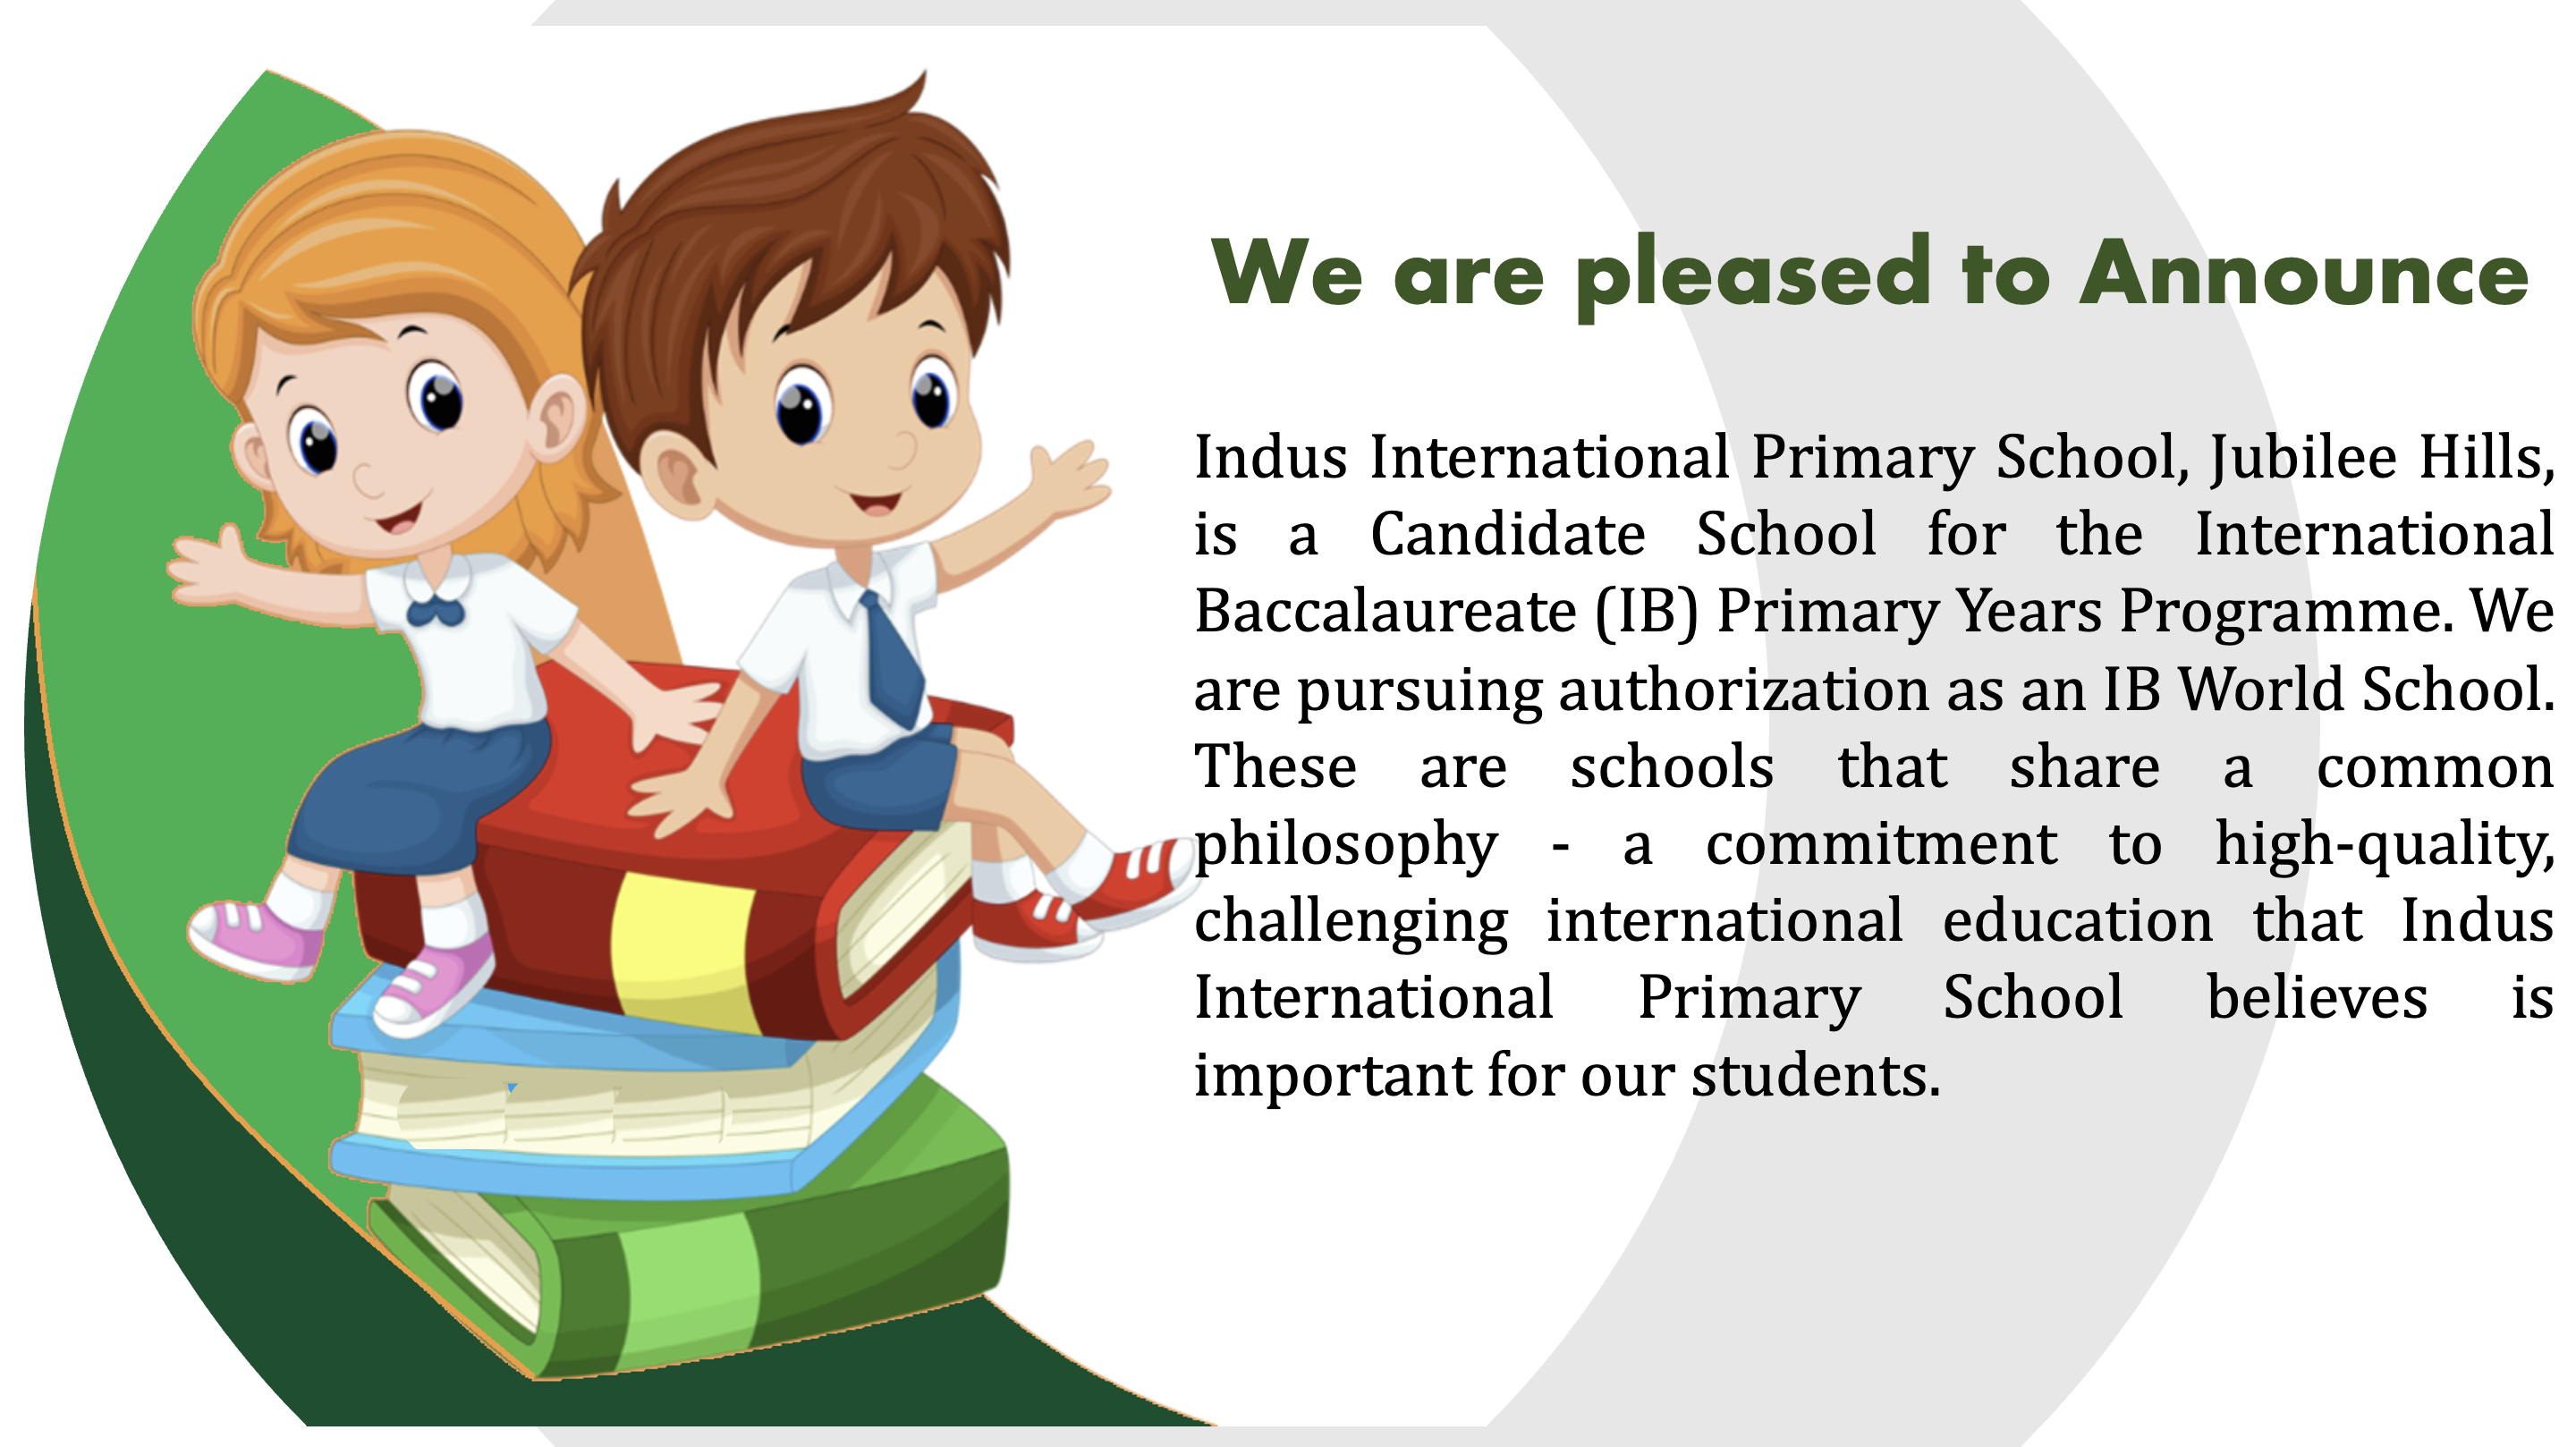 We are pleased to Announce
Indus International Primary School, Jubilee Hills,
is a Candidate School for the International
Baccalaureate (IB) Primary Years Programme. We
are pursuing authorization as an IB World School.
These are schools that share a common
philosophy - a commitment to high-quality,
challenging international education that Indus
International Primary School believes is
important for our students.